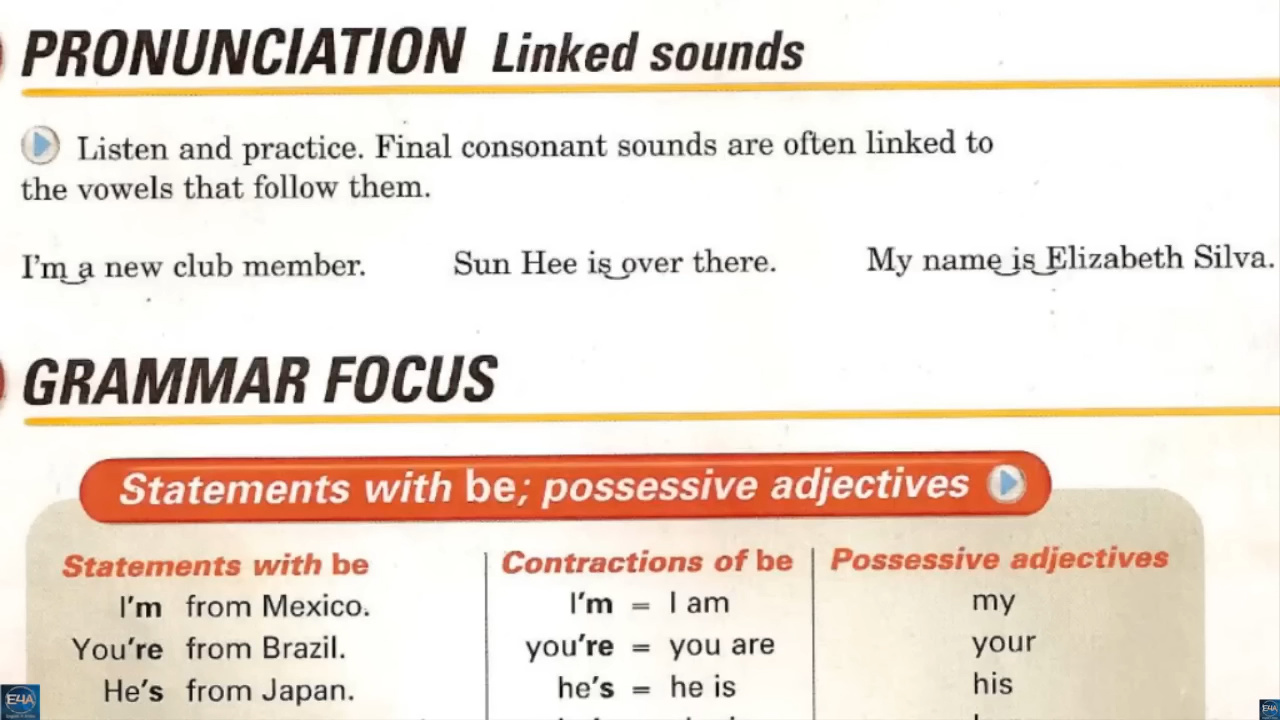 PRONUNCIATION Linked sounds
Listen and practice. Final consonant sounds are often linked to
the vowels that follow them.
I'm a new club member. Sun Hee is over there. My name is Elizabeth Silva.
GRAMMAR FOCUS
Statements with be; possessive adjectives
Statements with be Contractions of be Possessive adjectives
I'm from Mexico. I'm = I am my
You're from Brazil. you're = you are your
He's from Japan. he's = he is his
E4A
E4A